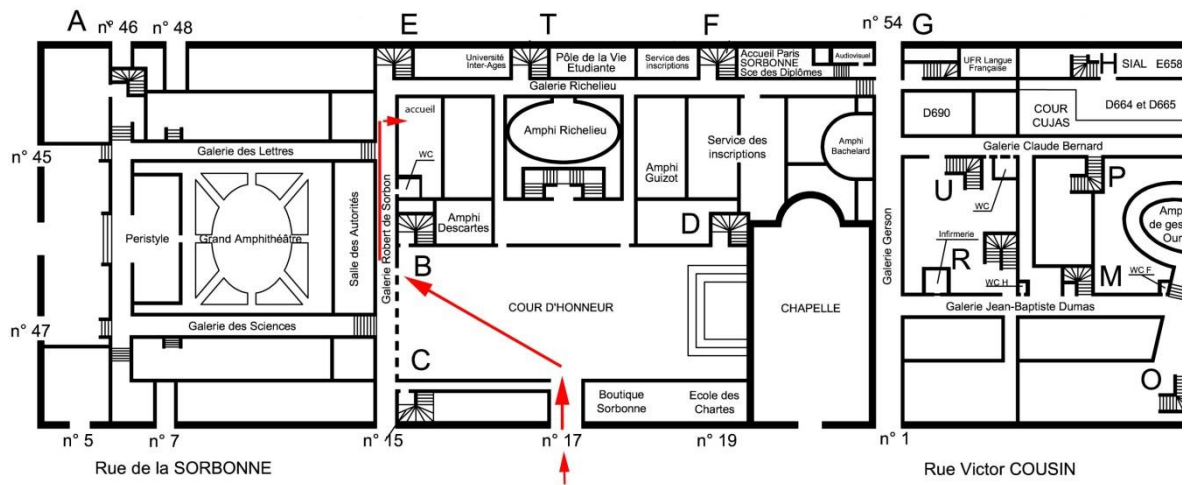 A
n° 46
n° 48
E
T
F
n° 54
G
Université
Inter-Ages
Pôle de la Vie
Etudiante
Service des
inscriptions
Accueil Paris
SORBONNE
Sce des Diplômes
Audiovisuel
UFR Langue
Française
H
SIAL E658
Galerie Richelieu
accueil
Amphi Richelieu
D690
COUR
CUJAS
D664 et D665
Service des
inscriptions
Amphi
Bachelard
n° 45
Galerie des Lettres
WC
Amphi
Guizot
Galerie Claude Bernard
U
WC
P
Peristyle
Grand Amphithéâtre
Salle des Autorités
Galerie Robert de Sorbon
Amphi
Descartes
D
Galerie Gerson
Infirmerie
R
Amp
de ges
Our
B
WC H
M
WC F
COUR D'HONNEUR
CHAPELLE
Galerie Jean-Baptiste Dumas
n° 47
Galerie des Sciences
C
O
Boutique
Sorbonne
Ecole des
Chartes
n° 5
n° 7
n° 15
n° 17
n° 19
n° 1
Rue de la SORBONNE
Rue Victor COUSIN